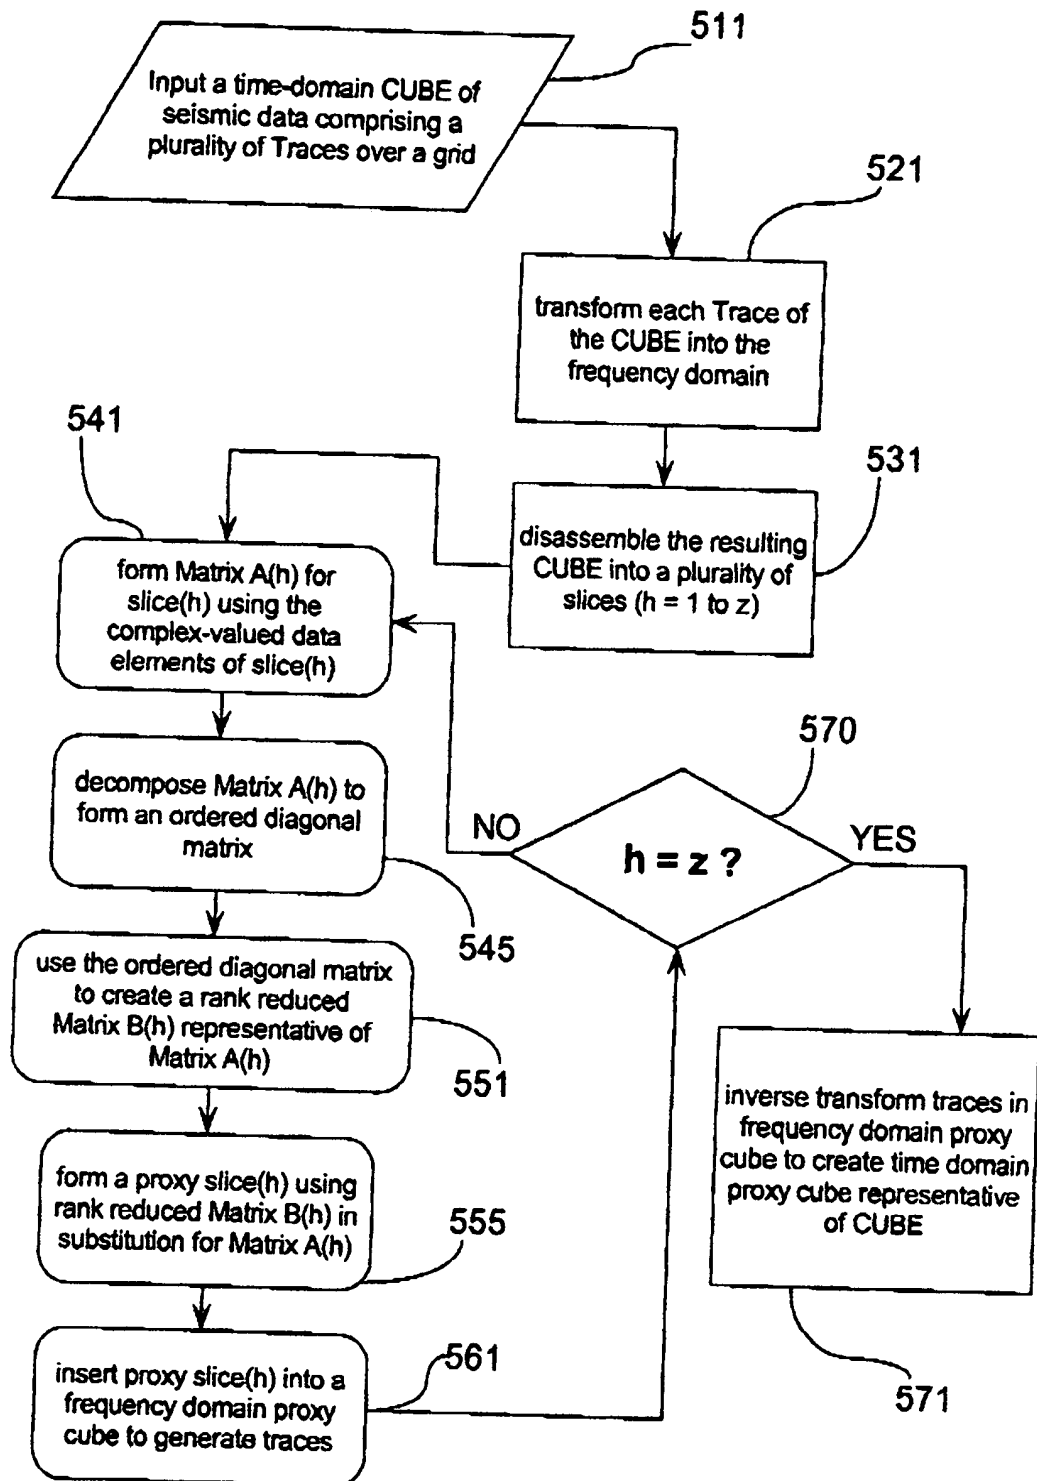 511
Input a time-domain CUBE of
seismic data comprising a
plurality of Traces over a grid
521
transform each Trace of
the CUBE into the
frequency domain
531
disassemble the resulting
CUBE into a plurality of
slices (h = 1 to z)
541
form Matrix A(h) for
slice(h) using the
complex-valued data
elements of slice(h)
decompose Matrix A(h) to
form an ordered diagonal
matrix
545
use the ordered diagonal matrix
to create a rank reduced
Matrix B(h) representative of
Matrix A(h)
551
form a proxy slice(h) using
rank reduced Matrix B(h) in
substitution for Matrix A(h)
555
insert proxy slice(h) into a
frequency domain proxy
cube to generate traces
561
570
NO
h = z ?
YES
inverse transform traces in
frequency domain proxy
cube to create time domain
proxy cube representative
of CUBE
571